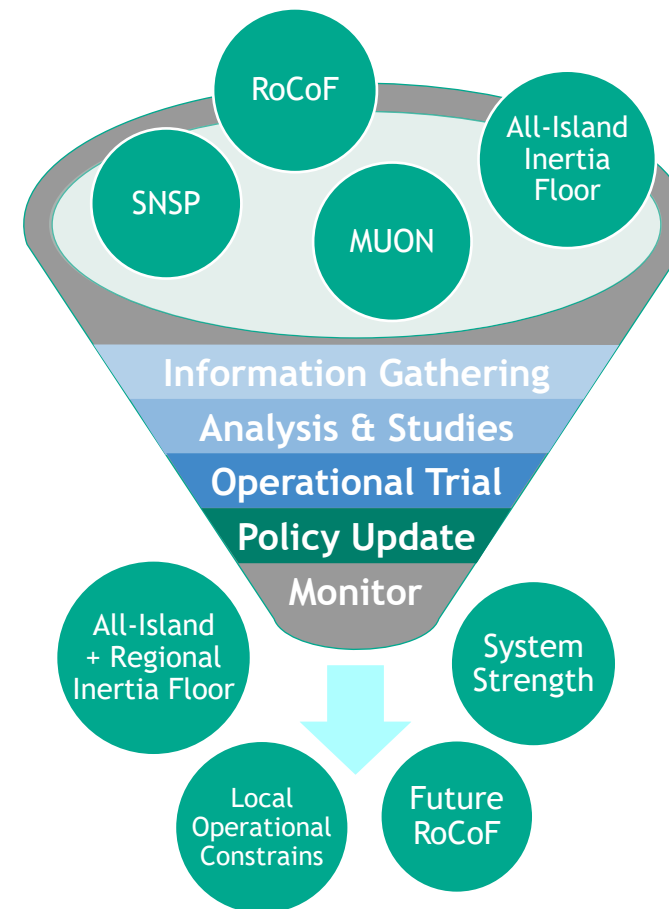 RoCoF
All-Island
Inertia
Floor
SNSP
MUON
Information Gathering
Analysis & Studies
Operational Trial
Policy Update
Monitor
All-Island
+ Regional
Inertia Floor
System
Strength
Local
Operational
Constrains
Future
RoCoF